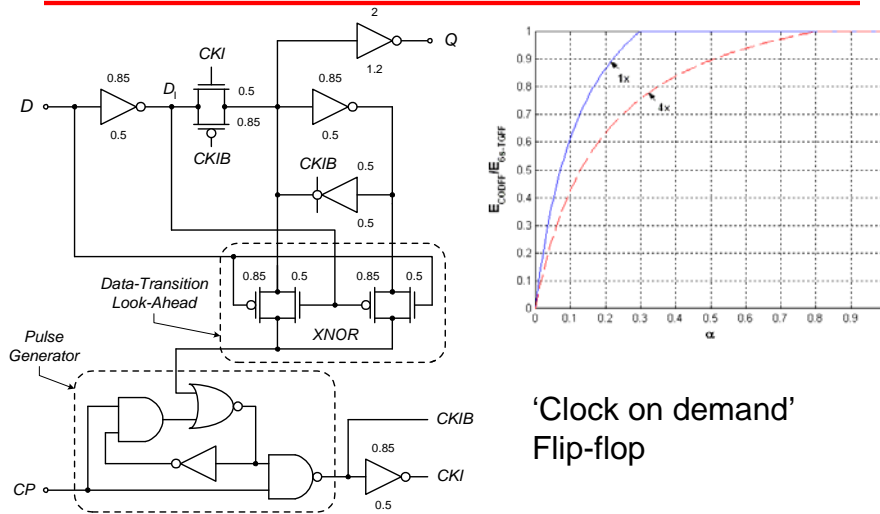 2
Q
1.2
CKI
0.85
D
D_I
0.5
0.85
0.5
CKIB
0.85
0.5
CKIB
0.5
0.5
Data-Transition
Look-Ahead
0.85
0.5
0.85
0.5
XNOR
Pulse
Generator
CP
CKIB
0.85
CKI
0.5
E_CODFF/E_6s-TGFF
1
0.9
0.8
0.7
0.6
0.5
0.4
0.3
0.2
0.1
0
1x
4x
0 0.1 0.2 0.3 0.4 0.5 0.6 0.7 0.8 0.9
α
‘Clock on demand’
Flip-flop